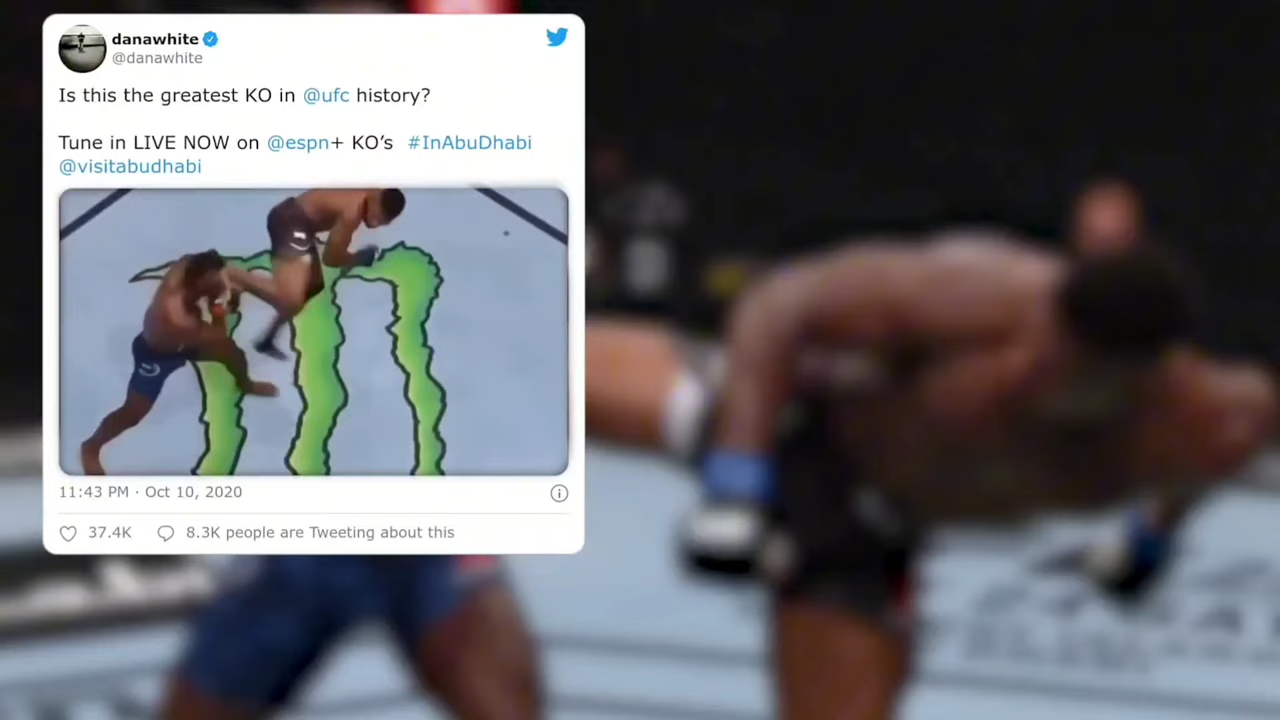 danawhite
@danawhite
Is this the greatest KO in @ufc history?
Tune in LIVE NOW on @espn+ KO’s #InAbuDhabi
@visitabudhabi
11:43 PM · Oct 10, 2020
37.4K
8.3K people are Tweeting about this